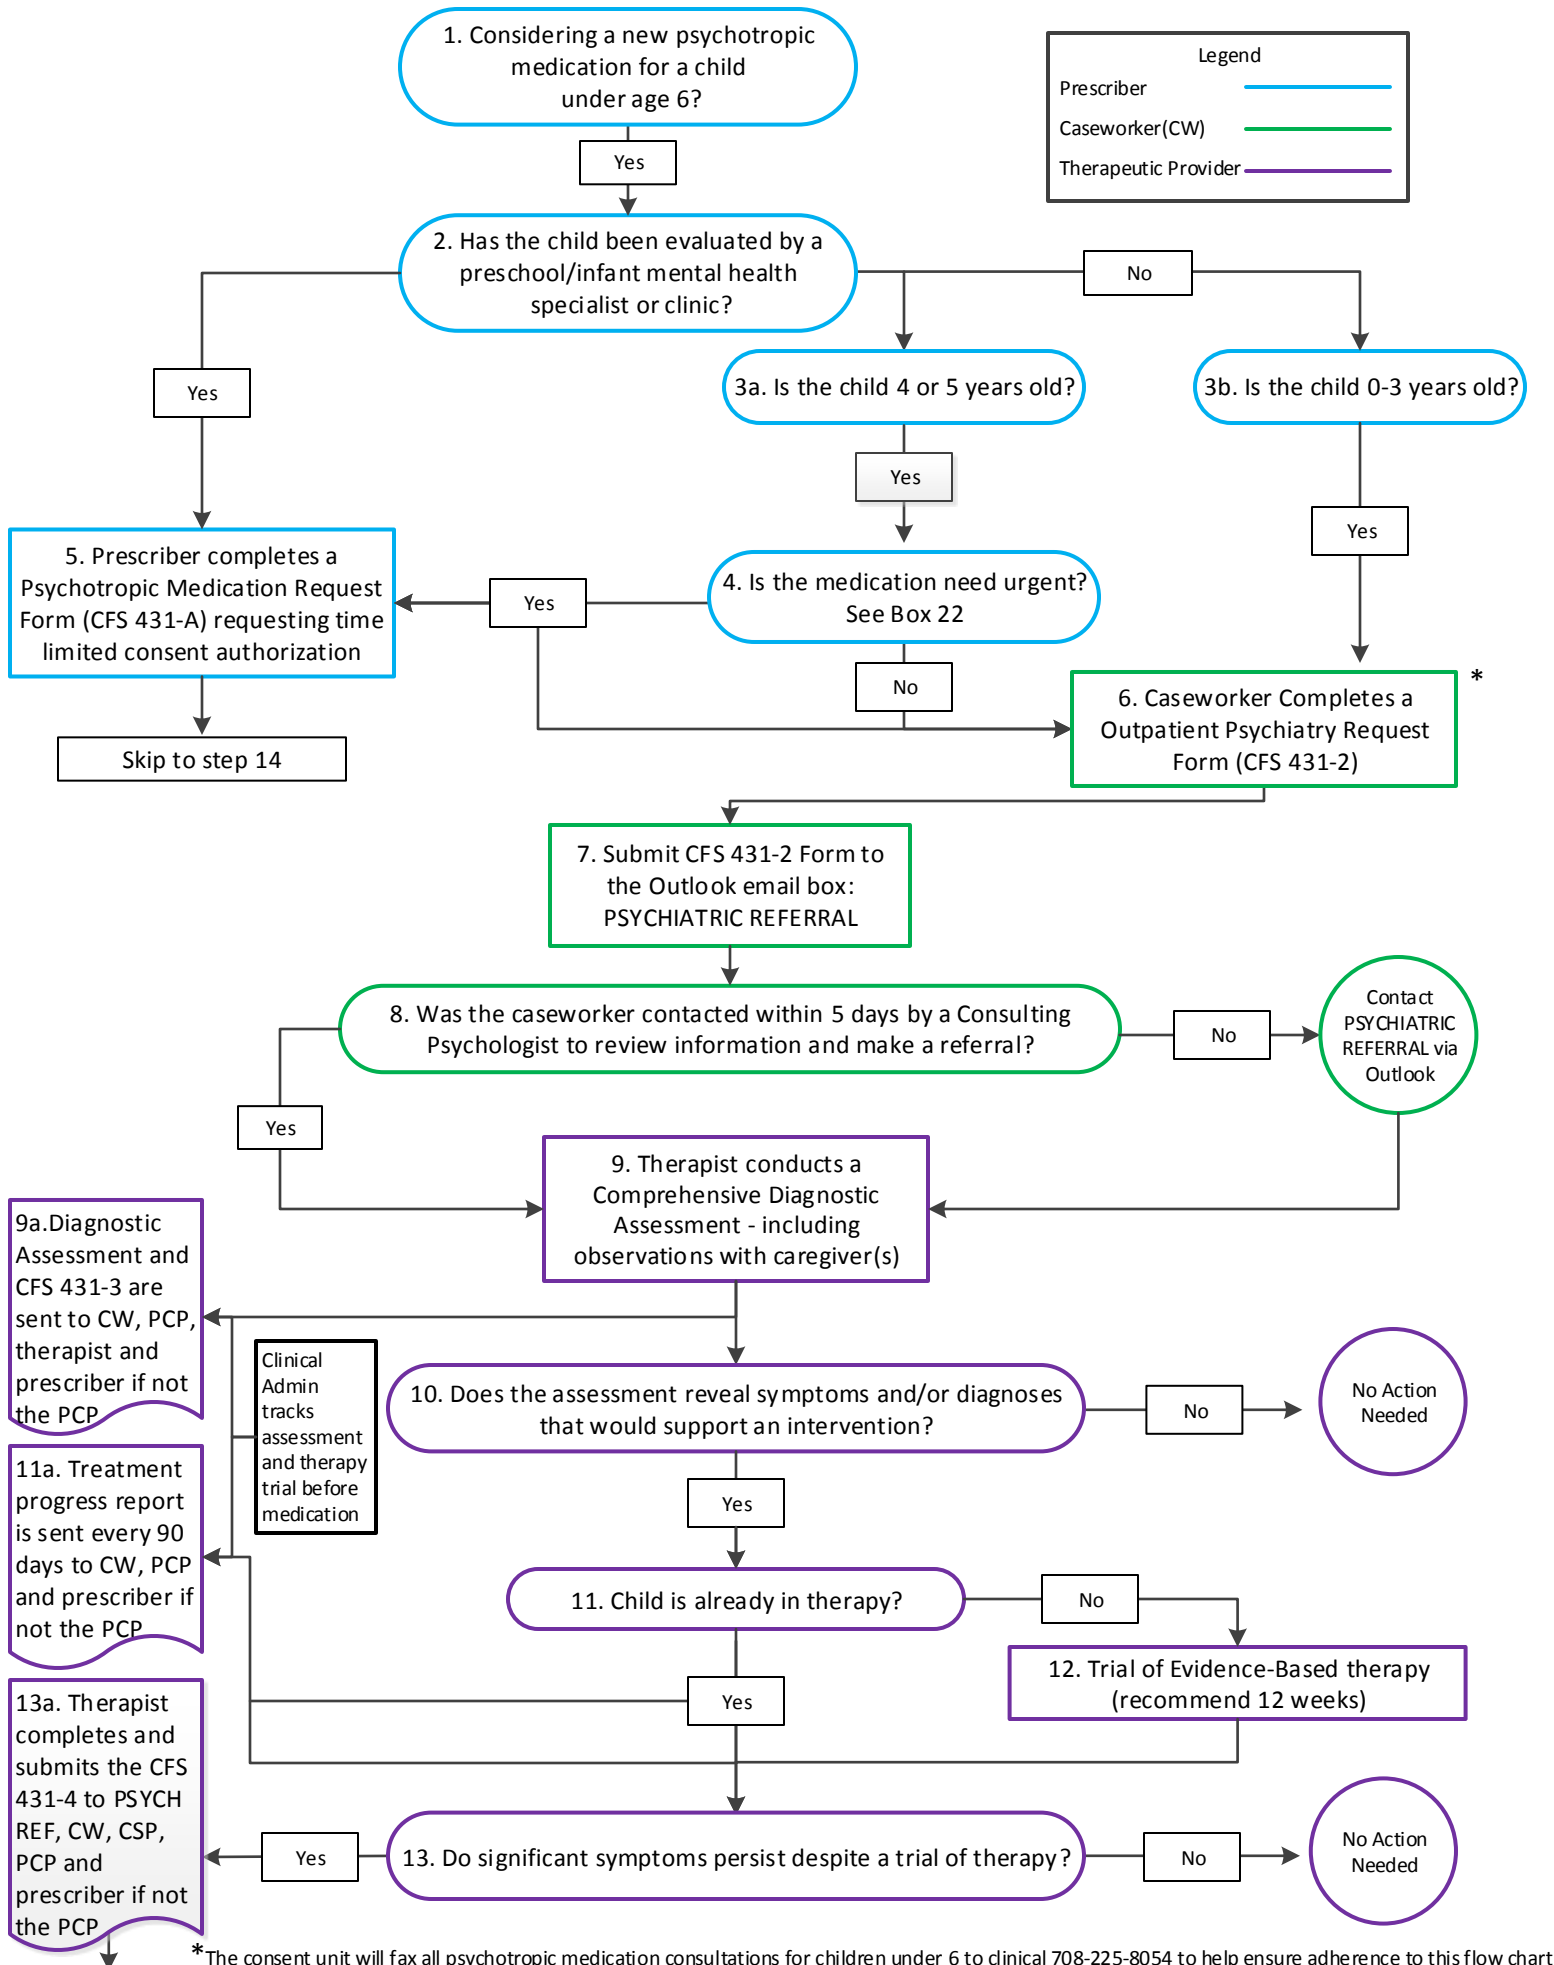 1. Considering a new psychotropic
medication for a child
under age 6?
Legend
Prescriber
Caseworker(CW)
Therapeutic Provider
Yes
2. Has the child been evaluated by a
preschool/infant mental health
specialist or clinic?
No
Yes
3a. Is the child 4 or 5 years old?
3b. Is the child 0-3 years old?
Yes
Yes
5. Prescriber completes a
Psychotropic Medication Request
Form (CFS 431-A) requesting time
limited consent authorization
Yes
4. Is the medication need urgent?
See Box 22
No
Skip to step 14
*
6. Caseworker Completes a
Outpatient Psychiatry Request
Form (CFS 431-2)
7. Submit CFS 431-2 Form to
the Outlook email box:
PSYCHIATRIC REFERRAL
8. Was the caseworker contacted within 5 days by a Consulting
Psychologist to review information and make a referral?
No
Contact
PSYCHIATRIC
REFERRAL via
Outlook
Yes
9. Therapist conducts a
Comprehensive Diagnostic
Assessment - including
observations with caregiver(s)
9a.Diagnostic
Assessment and
CFS 431-3 are
sent to CW, PCP,
therapist and
prescriber if not
the PCP
Clinical
Admin
tracks
assessment
and therapy
trial before
medication
10. Does the assessment reveal symptoms and/or diagnoses
that would support an intervention?
No
No Action
Needed
Yes
11a. Treatment
progress report
is sent every 90
days to CW, PCP
and prescriber if
not the PCP
11. Child is already in therapy?
No
12. Trial of Evidence-Based therapy
(recommend 12 weeks)
Yes
13a. Therapist
completes and
submits the CFS
431-4 to PSYCH
REF, CW, CSP,
PCP and
prescriber if not
the PCP
Yes
13. Do significant symptoms persist despite a trial of therapy?
No
No Action
Needed
*The consent unit will fax all psychotropic medication consultations for children under 6 to clinical 708-225-8054 to help ensure adherence to this flow chart